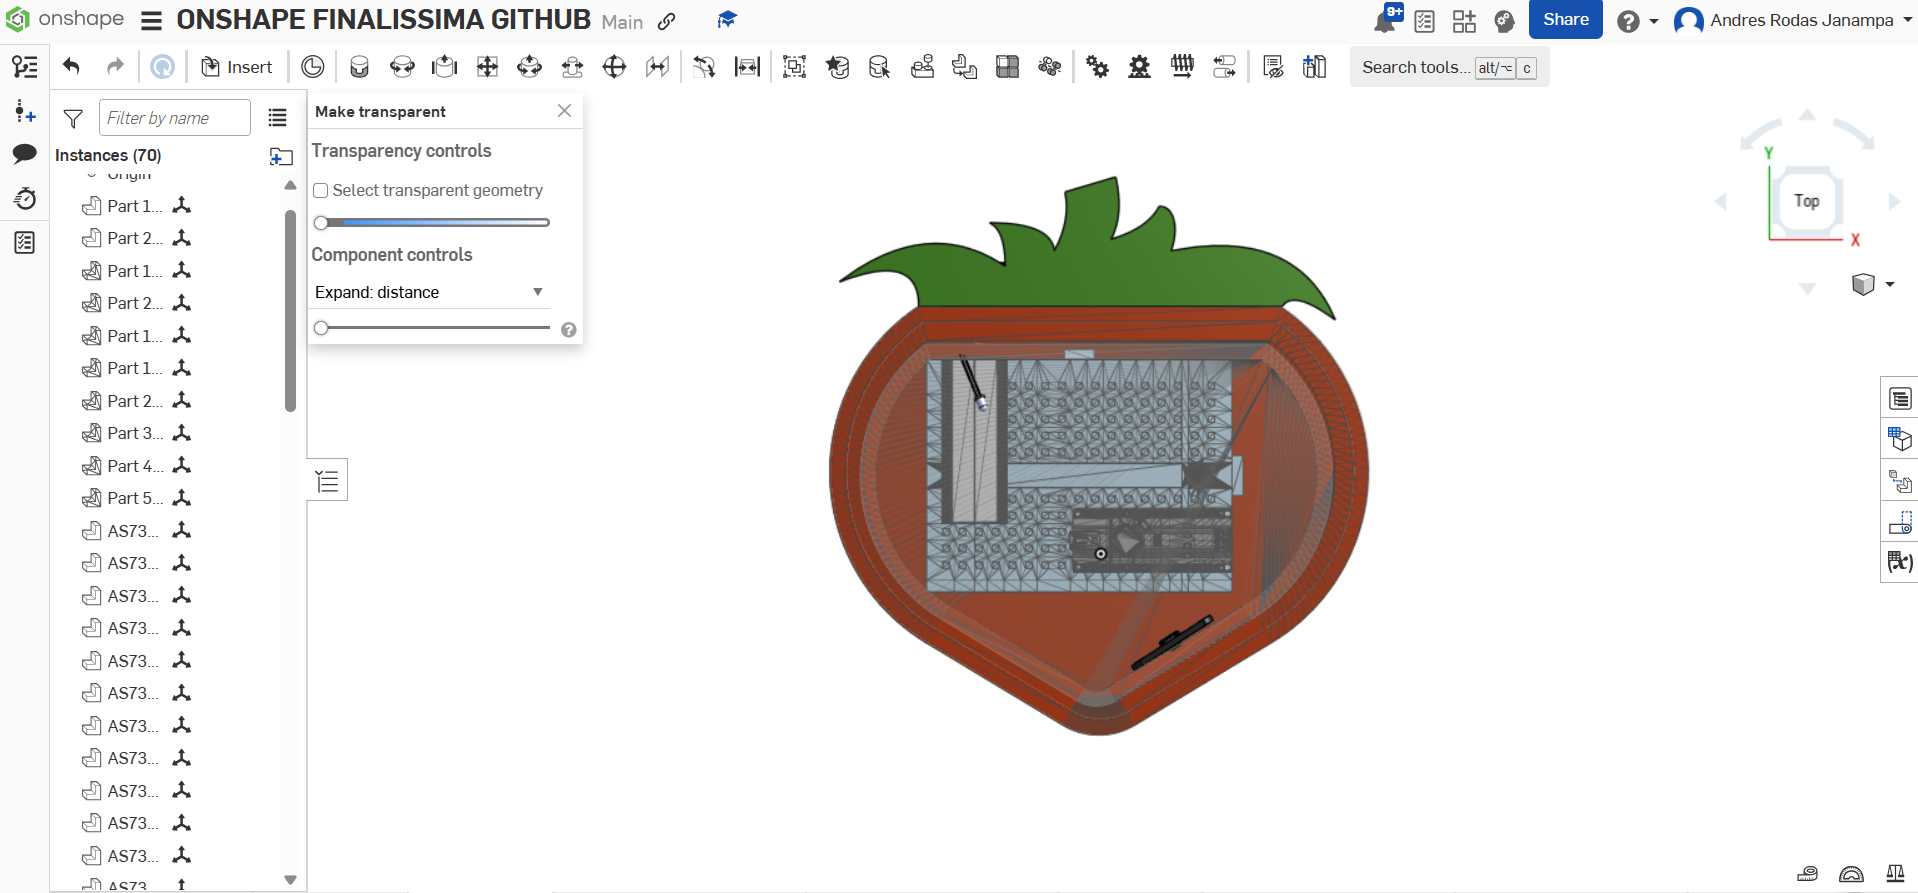 onshape
ONSHAPE FINALISSIMA GITHUB Main
9+
Share
Andres Rodas Janampa
Insert
Search tools... alt/⌥ c
Filter by name
Instances (70)
Origin
Part 1...
Part 2...
Part 1...
Part 2...
Part 1...
Part 1...
Part 2...
Part 3...
Part 4...
Part 5...
AS73...
AS73...
AS73...
AS73...
AS73...
AS73...
AS73...
AS73...
AS73...
AS73...
AS73...
AS73
Make transparent
Transparency controls
Select transparent geometry
Component controls
Expand: distance
Y
Top
X
(x)